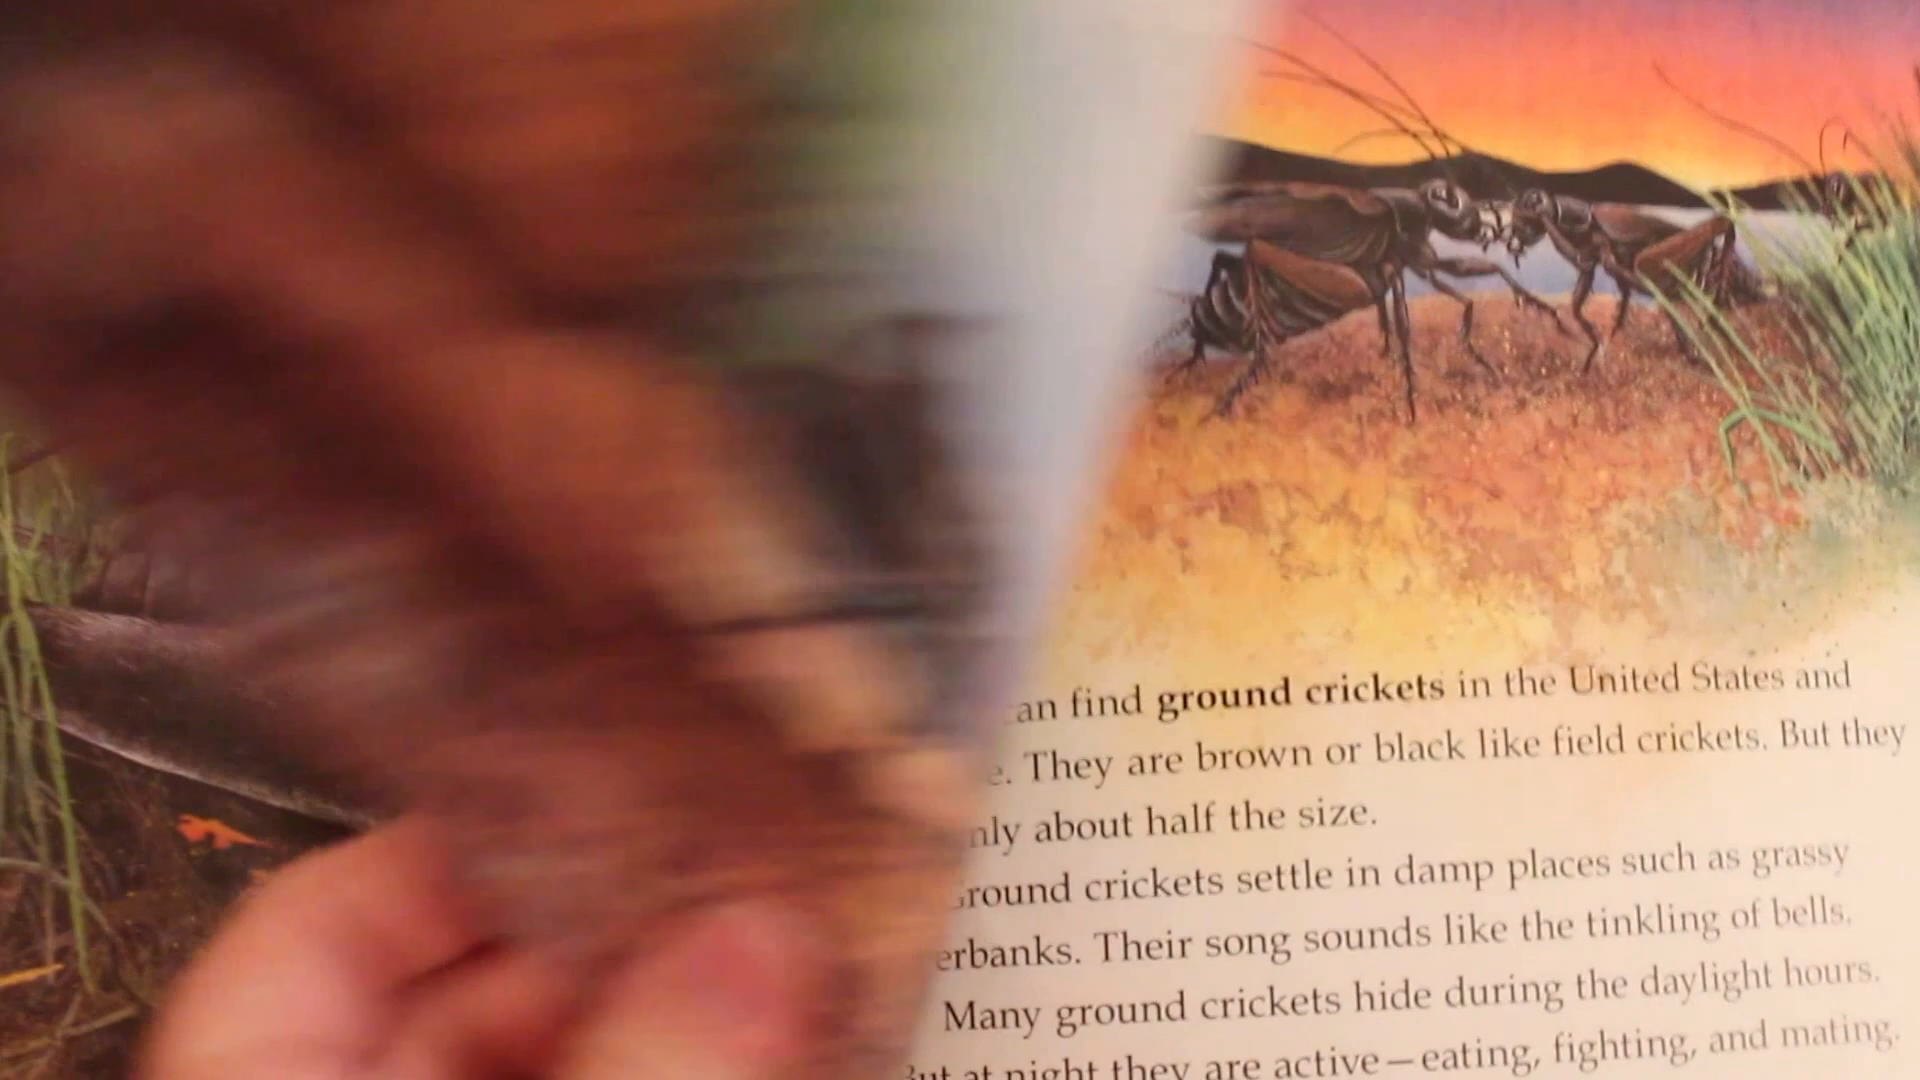 an find ground crickets in the United States and
e. They are brown or black like field crickets. But they
nly about half the size.
round crickets settle in damp places such as grassy
erbanks. Their song sounds like the tinkling of bells.
Many ground crickets hide during the daylight hours.
But at night they are active—eating, fighting, and mating.